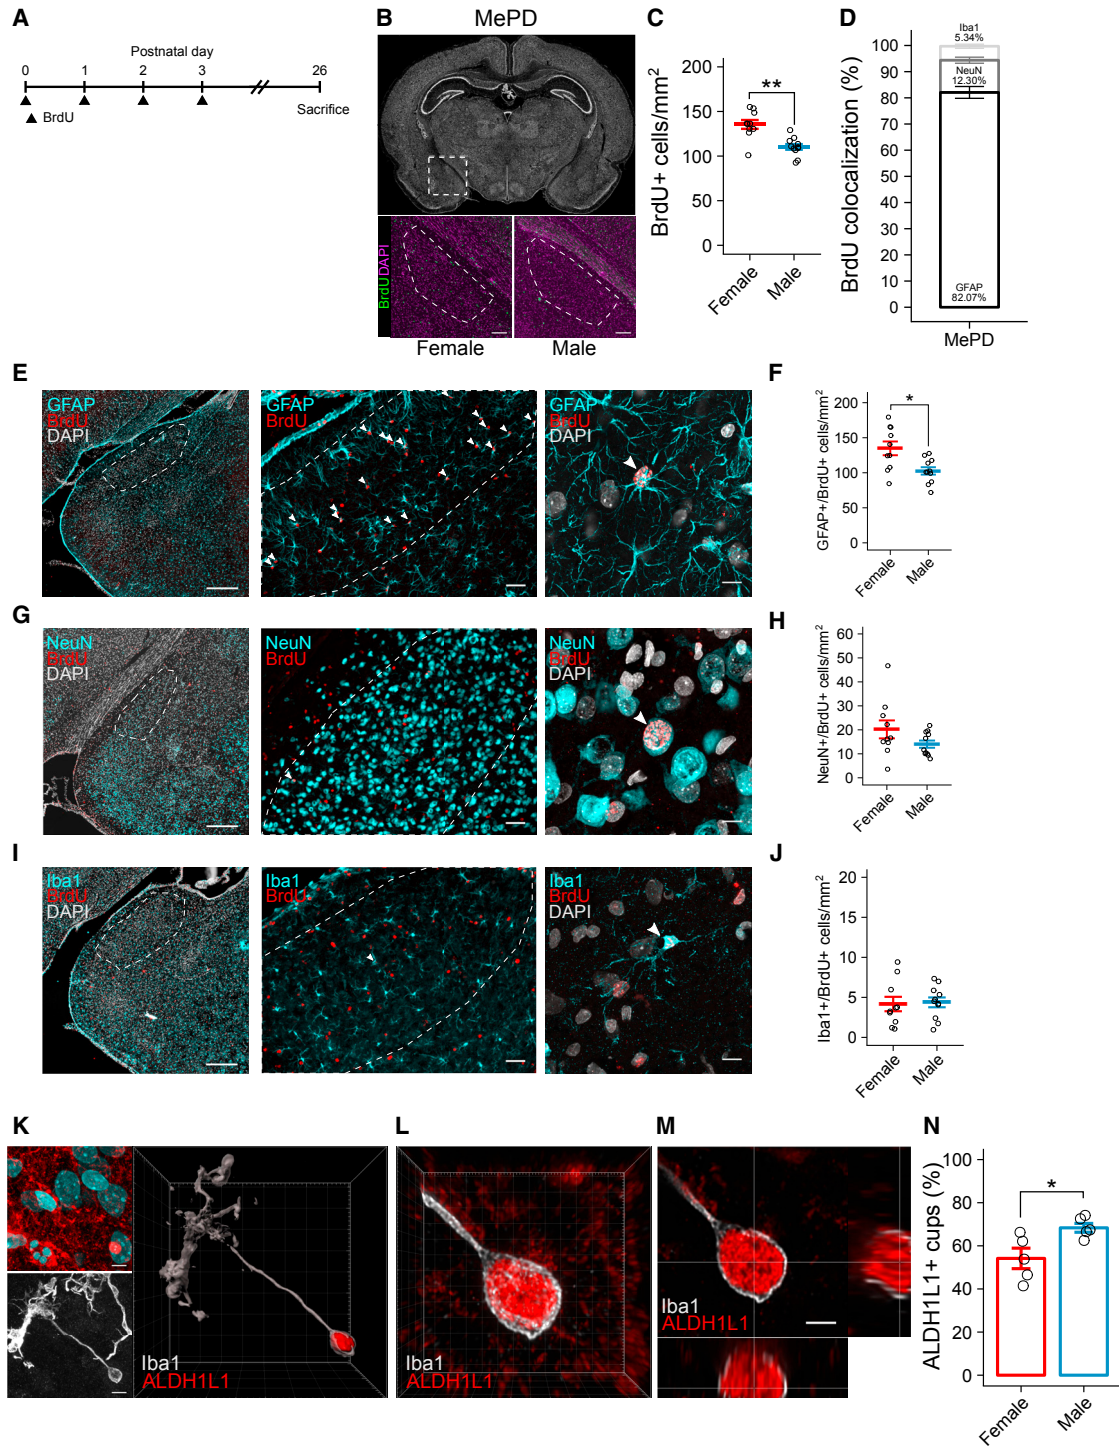 A
Postnatal day
0 1 2 3 26
BrdU
Sacrifice
B
MePD
BrdU/DAPI
Female Male
C
BrdU+ cells/mm2
200
150
100
50
0
**
Female Male
D
BrdU colocalization (%)
100
90
80
70
60
50
40
30
20
10
0
Iba1
5.34%
NeuN
12.30%
GFAP
82.07%
MePD
E
GFAP
BrdU
DAPI
GFAP
BrdU
GFAP
BrdU
DAPI
F
GFAP+/BrdU+ cells/mm2
200
150
100
50
0
*
Female Male
G
NeuN
BrdU
DAPI
NeuN
BrdU
NeuN
BrdU
DAPI
H
NeuN+/BrdU+ cells/mm2
60
50
40
30
20
10
0
Female Male
I
Iba1
BrdU
DAPI
Iba1
BrdU
Iba1
BrdU
DAPI
J
Iba1+/BrdU+ cells/mm2
20
15
10
5
0
Female Male
K
Iba1
ALDH1L1
L
Iba1
ALDH1L1
M
Iba1
ALDH1L1
N
ALDH1L1+ cups (%)
100
80
60
40
20
0
*
Female Male